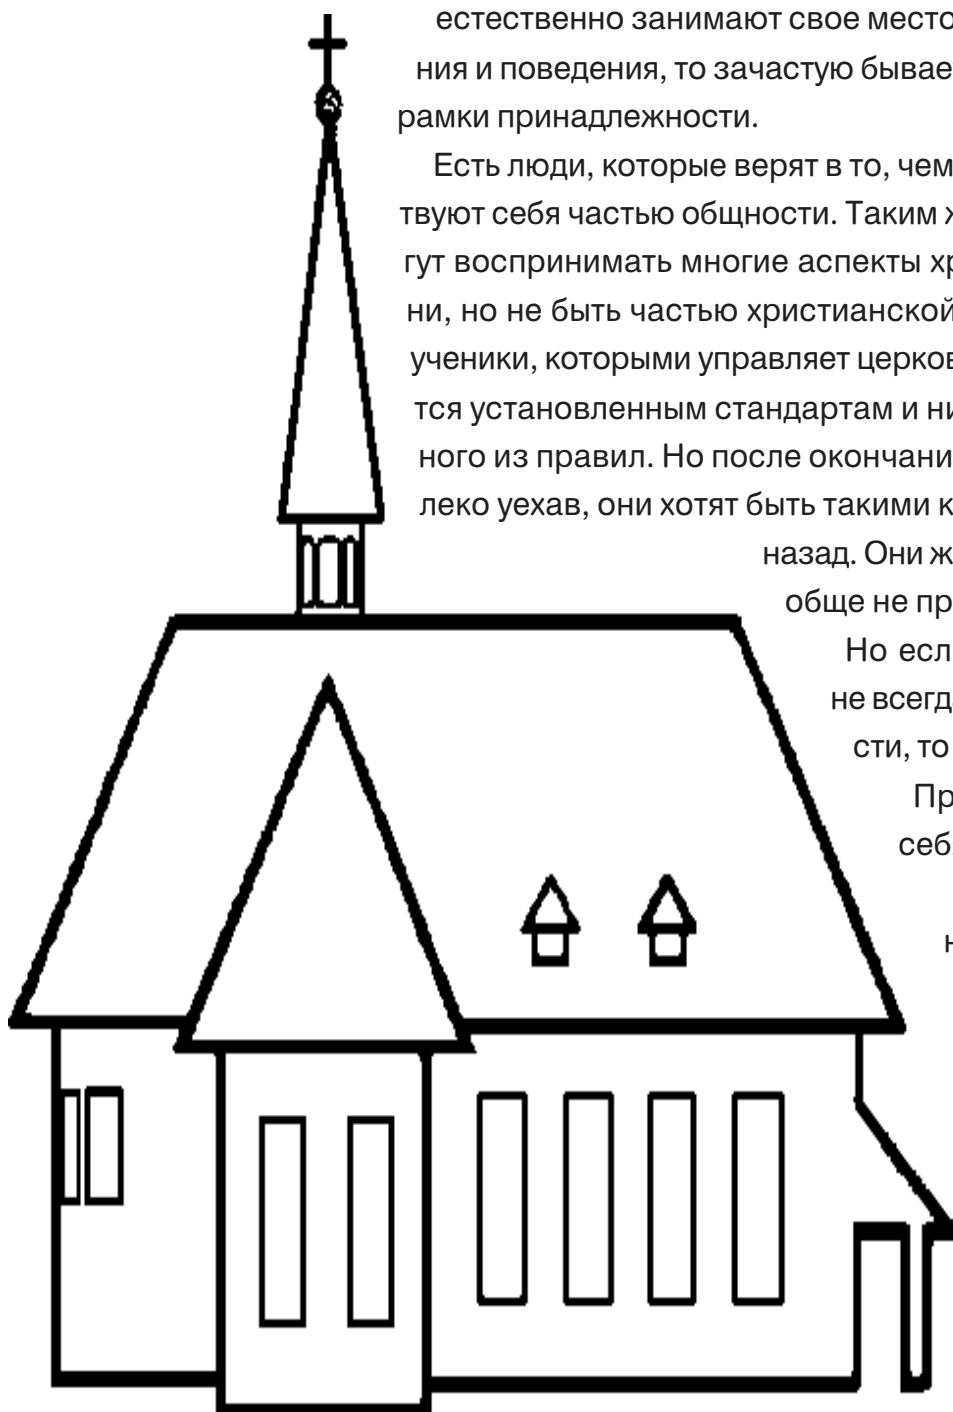 естественно занимают свое место
ния и поведения, то зачастую бывае
рамки принадлежности.
Есть люди, которые верят в то, чем
твуют себя частью общности. Таким ж
гут воспринимать многие аспекты хр
ни, но не быть частью христианской
ученики, которыми управляет церков
тся установленным стандартам и ни
ного из правил. Но после окончани
леко уехав, они хотят быть такими к
назад. Они ж
обще не пр
Но есл
не всегд
сти, то
Пр
себ
н